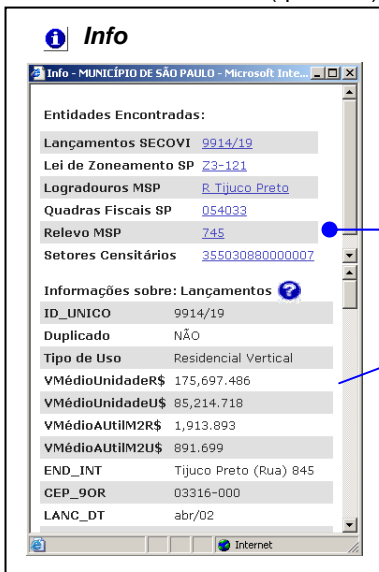 Info
Info - MUNICÍPIO DE SÃO PAULO - Microsoft Inte...
Entidades Encontradas:
Lançamentos SECOVI 9914/19
Lei de Zoneamento SP Z3-121
Logradouros MSP R Tijuco Preto
Quadras Fiscais SP 054033
Relevo MSP 745
Setores Censitários 355030880000007
Informações sobre: Lançamentos
ID_UNICO 9914/19
Duplicado NÃO
Tipo de Uso Residencial Vertical
VMédioUnidadeR$ 175,697.486
VMédioUnidadeU$ 85,214.718
VMédioAUtilM2R$ 1,913.893
VMédioAUtilM2U$ 891.699
END_INT Tijuco Preto (Rua) 845
CEP_9OR 03316-000
LANC_DT abr/02
Internet